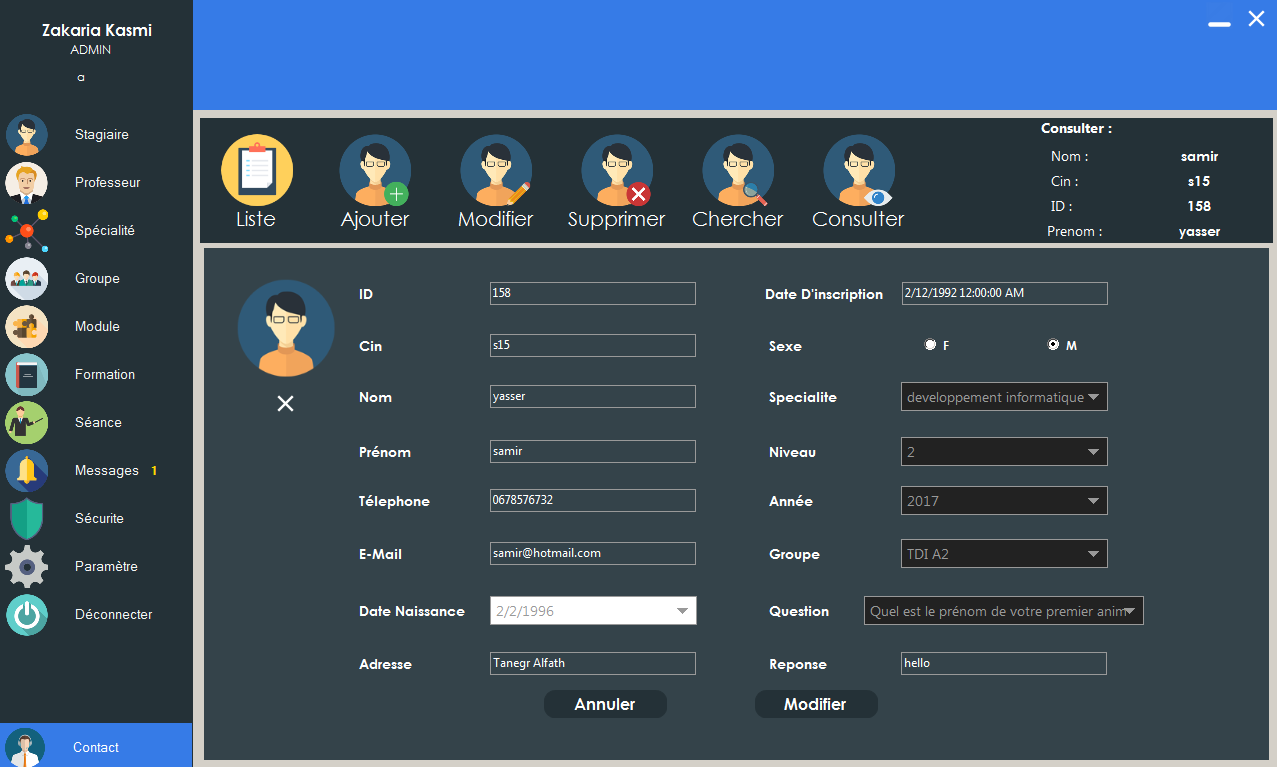 Zakaria Kasmi
ADMIN
a
Stagiaire
Professeur
Spécialité
Groupe
Module
Formation
Séance
Messages 1
Sécurite
Paramètre
Déconnecter
Contact
Liste
Ajouter
Modifier
Supprimer
Chercher
Consulter
Consulter :
Nom : samir
Cin : s15
ID : 158
Prenom : yasser
ID 158 Date D'inscription 2/12/1992 12:00:00 AM
Cin s15 Sexe F M
Nom yasser Specialite developpement informatique
Prénom samir Niveau 2
Télephone 0678576732 Année 2017
E-Mail samir@hotmail.com Groupe TDI A2
Date Naissance 2/2/1996 Question Quel est le prénom de votre premier anim
Adresse Tanegr Alfath Reponse hello
Annuler Modifier